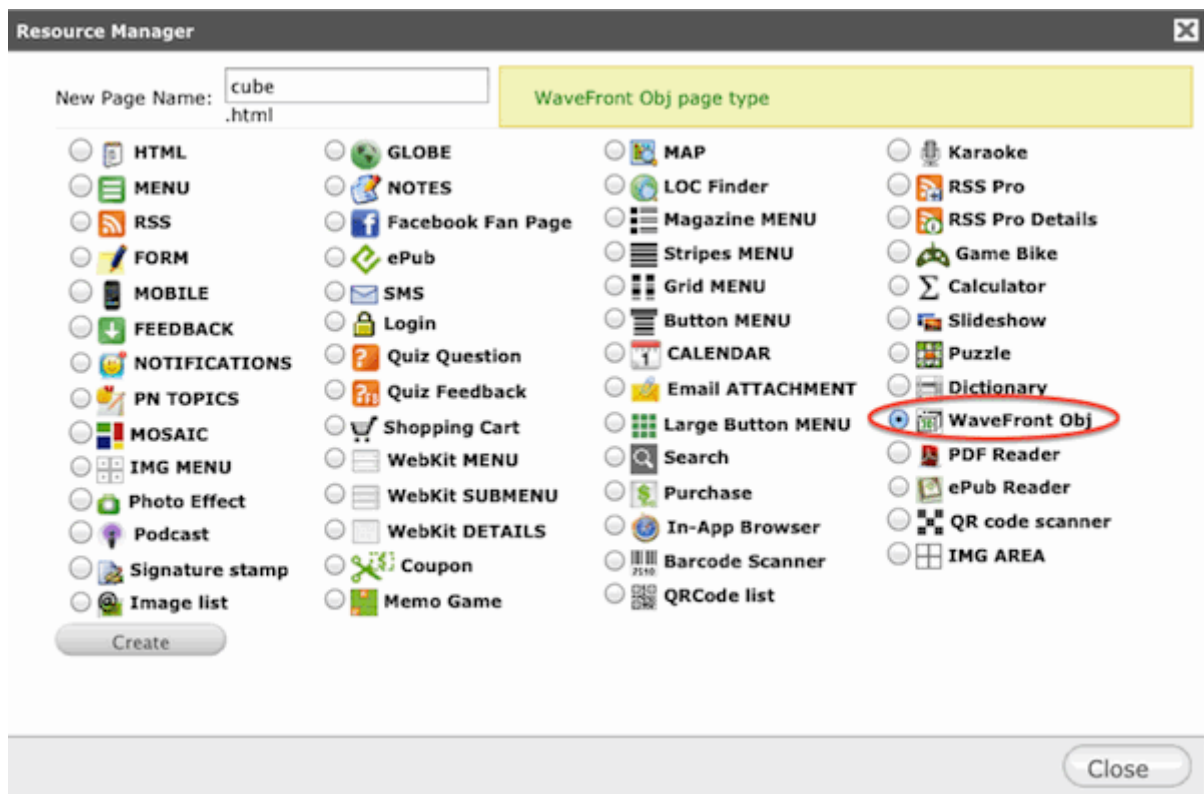 Resource Manager
New Page Name: cube
.html
WaveFront Obj page type
HTML
MENU
RSS
FORM
MOBILE
FEEDBACK
NOTIFICATIONS
PN TOPICS
MOSAIC
IMG MENU
Photo Effect
Podcast
Signature stamp
Image list
GLOBE
NOTES
Facebook Fan Page
ePub
SMS
Login
Quiz Question
Quiz Feedback
Shopping Cart
WebKit MENU
WebKit SUBMENU
WebKit DETAILS
Coupon
Memo Game
MAP
LOC Finder
Magazine MENU
Stripes MENU
Grid MENU
Button MENU
CALENDAR
Email ATTACHMENT
Large Button MENU
Search
Purchase
In-App Browser
Barcode Scanner
QRCode list
Karaoke
RSS Pro
RSS Pro Details
Game Bike
Calculator
Slideshow
Puzzle
Dictionary
WaveFront Obj
PDF Reader
ePub Reader
QR code scanner
IMG AREA
Create
Close